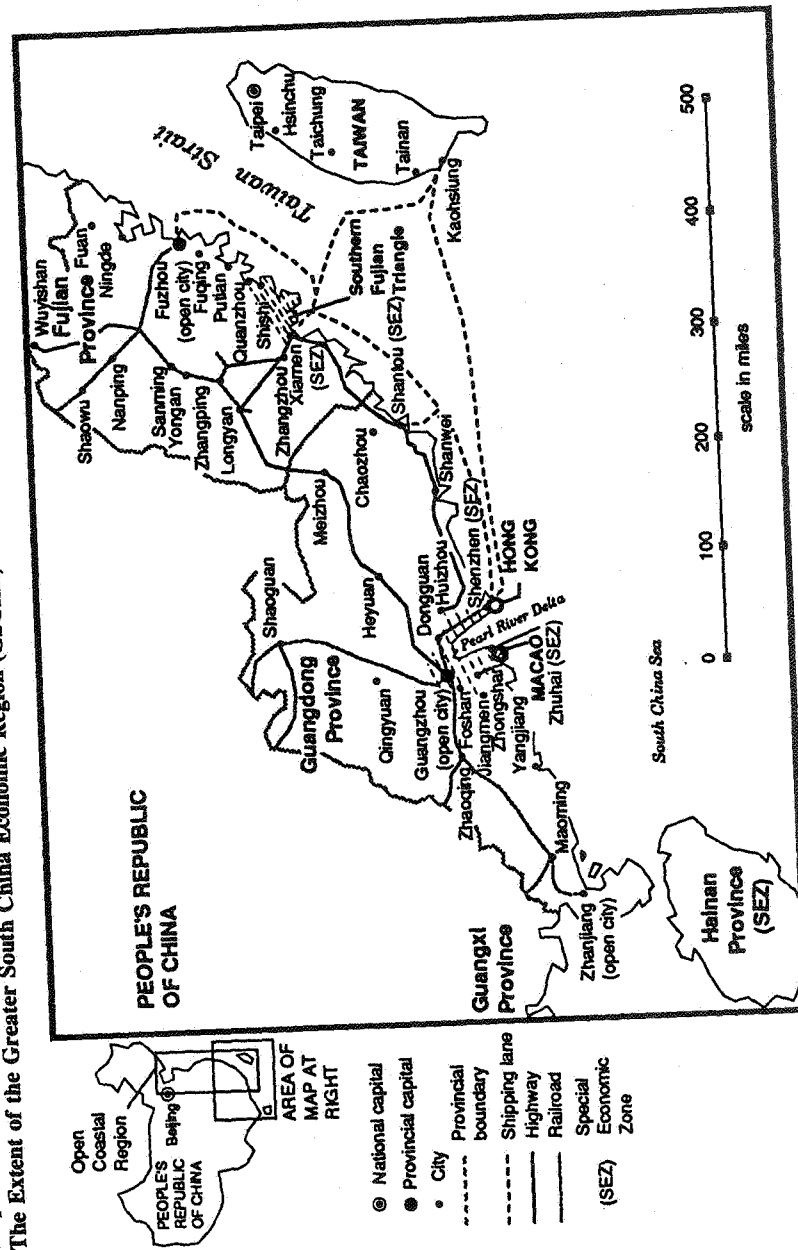 The Extent of the Greater South China Economic Region
Open
Coastal
Region
Beijing
PEOPLE'S
REPUBLIC
OF CHINA
AREA OF
MAP AT
RIGHT
National capital
Provincial capital
City
Provincial
boundary
Shipping lane
Highway
Railroad
(SEZ) Special
Economic
Zone
PEOPLE'S REPUBLIC
OF CHINA
Wuyishan
Fujian
Province
Fuan
Ningde
Shaowu
Nanping
Fuzhou
(open city)
Fuqing
Putian
Sanming
Yongan
Zhangping
Longyan
Quanzhou
Shishi
Zhangzhou
Xiamen
(SEZ)
Southern
Fujian
Triangle
Taiwan Strait
Taipei
Hsinchu
Taichung
TAIWAN
Tainan
Kaohsiung
Shaoguan
Guangdong
Province
Meizhou
Chaozhou
Shantou (SEZ)
Shanwei
Heyuan
Qingyuan
Dongguan
Huizhou
Shenzhen (SEZ)
HONG
KONG
Pearl River Delta
Guangzhou
(open city)
Foshan
Jiangmen
Zhongshan
MACAO
Zhuhai (SEZ)
Yangjiang
Zhaoqing
Maoming
Guangxi
Province
Zhanjiang
(open city)
Hainan
Province
(SEZ)
South China Sea
0 100 200 300 400 500
scale in miles